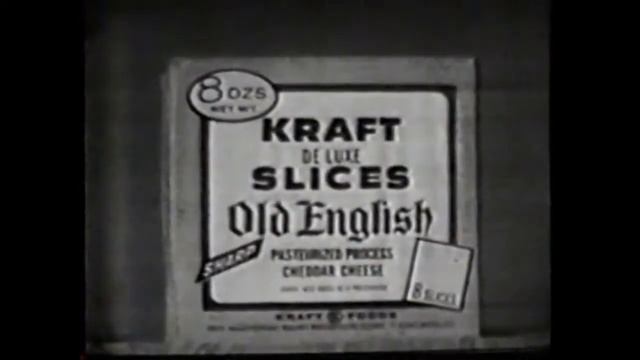 8 OZS
NET WT.
KRAFT
DE LUXE
SLICES
Old English
SHARP
PASTEURIZED PROCESS
CHEDDAR CHEESE
8 SLICES
KRAFT FOODS